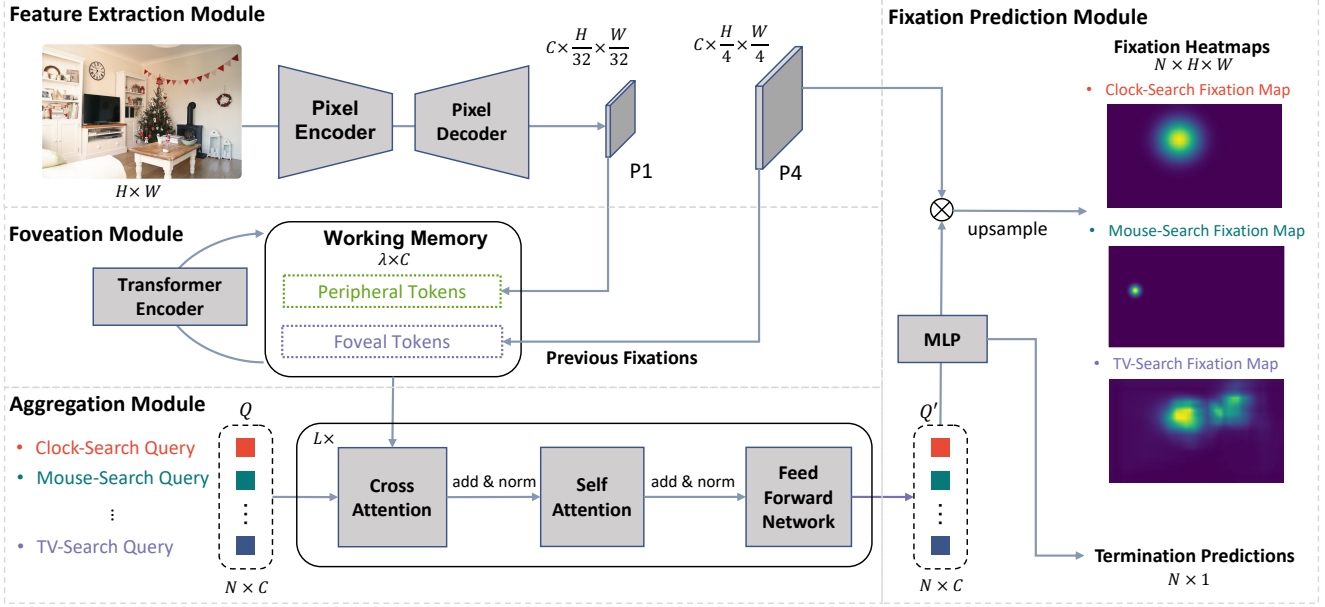 Feature Extraction Module
H × W
Pixel
Encoder
Pixel
Decoder
C × H/32 × W/32
P1
C × H/4 × W/4
P4
Foveation Module
Transformer
Encoder
Working Memory
λ×C
Peripheral Tokens
Foveal Tokens
Previous Fixations
Aggregation Module
• Clock-Search Query
• Mouse-Search Query
⋮
• TV-Search Query
Q
⋮
N × C
L×
Cross
Attention
add & norm
Self
Attention
add & norm
Feed
Forward
Network
Q'
⋮
N × C
Fixation Prediction Module
Fixation Heatmaps
N × H × W
• Clock-Search Fixation Map
upsample
• Mouse-Search Fixation Map
MLP
• TV-Search Fixation Map
Termination Predictions
N × 1